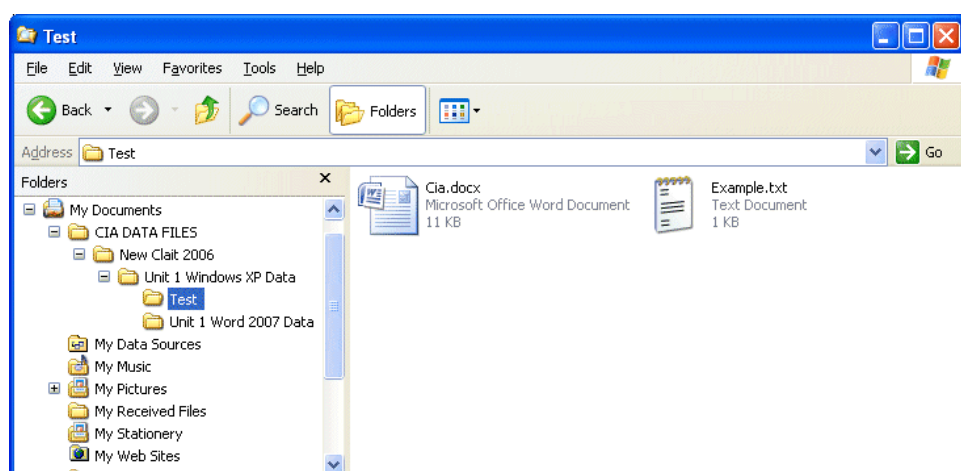 Test
File Edit View Favorites Tools Help
Back Search Folders
Address Test Go
Folders
My Documents
CIA DATA FILES
New Clait 2006
Unit 1 Windows XP Data
Test
Unit 1 Word 2007 Data
My Data Sources
My Music
My Pictures
My Received Files
My Stationery
My Web Sites
Cia.docx
Microsoft Office Word Document
11 KB
Example.txt
Text Document
1 KB